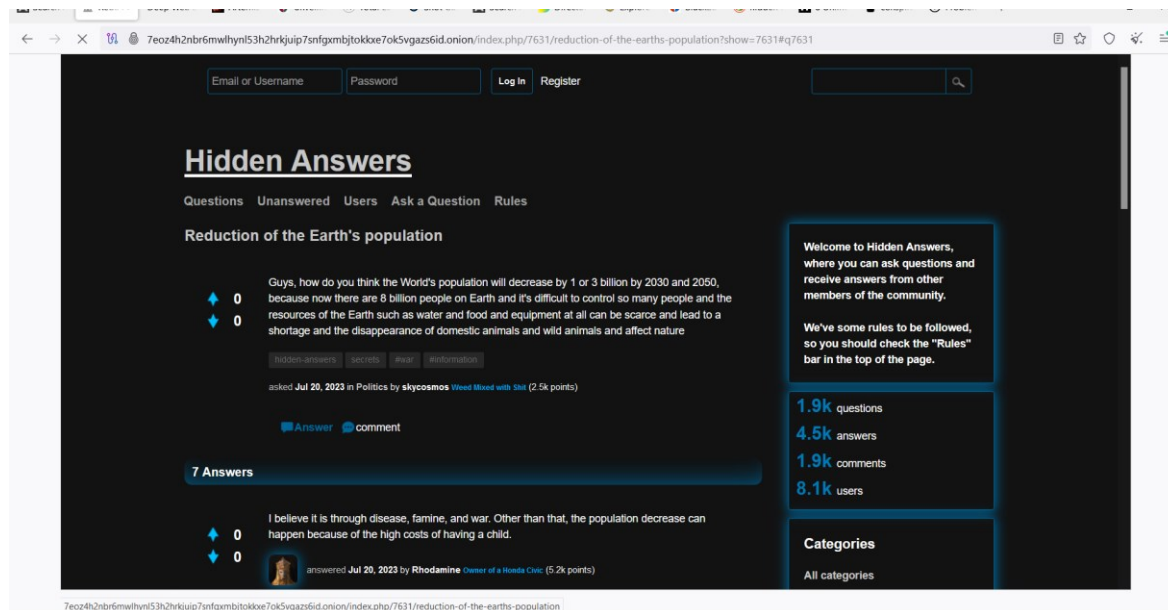 7eoz4h2nbr6mwlhynl53h2hrkjuip7snfgxmbjtokkxe7ok5vgazs6id.onion/index.php/7631/reduction-of-the-earths-population?show=7631#q7631
Email or Username
Password
Log In
Register
Hidden Answers
Questions Unanswered Users Ask a Question Rules
Reduction of the Earth's population
0
0
Guys, how do you think the World's population will decrease by 1 or 3 billion by 2030 and 2050,
because now there are 8 billion people on Earth and it's difficult to control so many people and the
resources of the Earth such as water and food and equipment at all can be scarce and lead to a
shortage and the disappearance of domestic animals and wild animals and affect nature
hidden-answers secrets #war #information
asked Jul 20, 2023 in Politics by skycosmos Weed Mixed with Shit (2.5k points)
Answer comment
7 Answers
0
0
I believe it is through disease, famine, and war. Other than that, the population decrease can
happen because of the high costs of having a child.
answered Jul 20, 2023 by Rhodamine Owner of a Honda Civic (5.2k points)
Welcome to Hidden Answers,
where you can ask questions and
receive answers from other
members of the community.
We've some rules to be followed,
so you should check the "Rules"
bar in the top of the page.
1.9k questions
4.5k answers
1.9k comments
8.1k users
Categories
All categories
7eoz4h2nbr6mwlhynl53h2hrkjuip7snfgxmbjtokkxe7ok5vgazs6id.onion/index.php/7631/reduction-of-the-earths-population